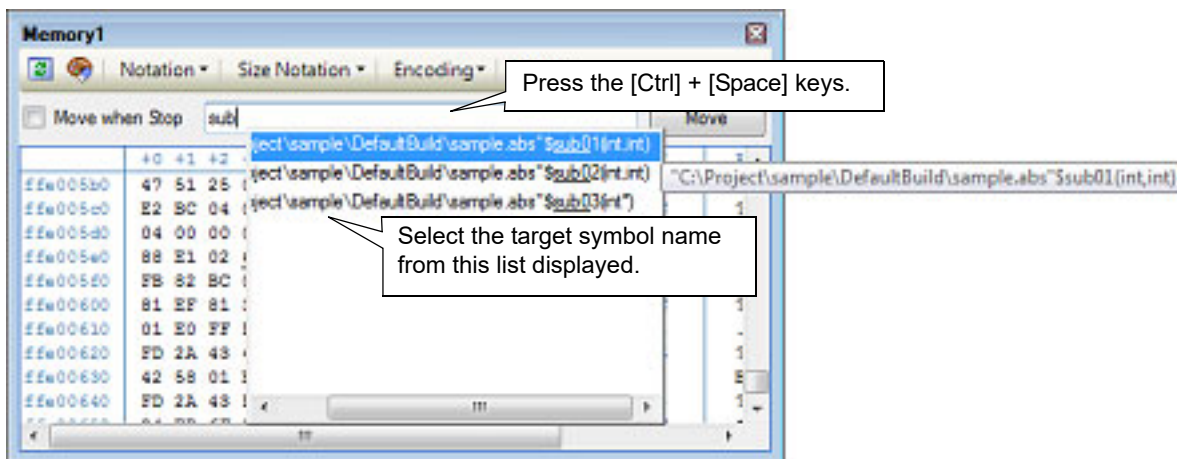 Memory1
Notation Size Notation Encoding
Press the [Ctrl] + [Space] keys.
Move when Stop sub Move
ject\sample\DefaultBuild\sample.abs"$sub01(int,int)
+0 +1 +2
ject\sample\DefaultBuild\sample.abs"$sub02(int,int)
"C:\Project\sample\DefaultBuild\sample.abs"$sub01(int,int)
ffe005b0 47 51 25
ject\sample\DefaultBuild\sample.abs"$sub03(int*)
ffe005c0 E2 BC 04
ffe005d0 04 00 00
Select the target symbol name
from this list displayed.
ffe005e0 88 E1 02
ffe005f0 FB 82 BC
ffe00600 81 EF 81
ffe00610 01 E0 FF
ffe00620 FD 2A 43
ffe00630 42 58 01
ffe00640 FD 2A 43